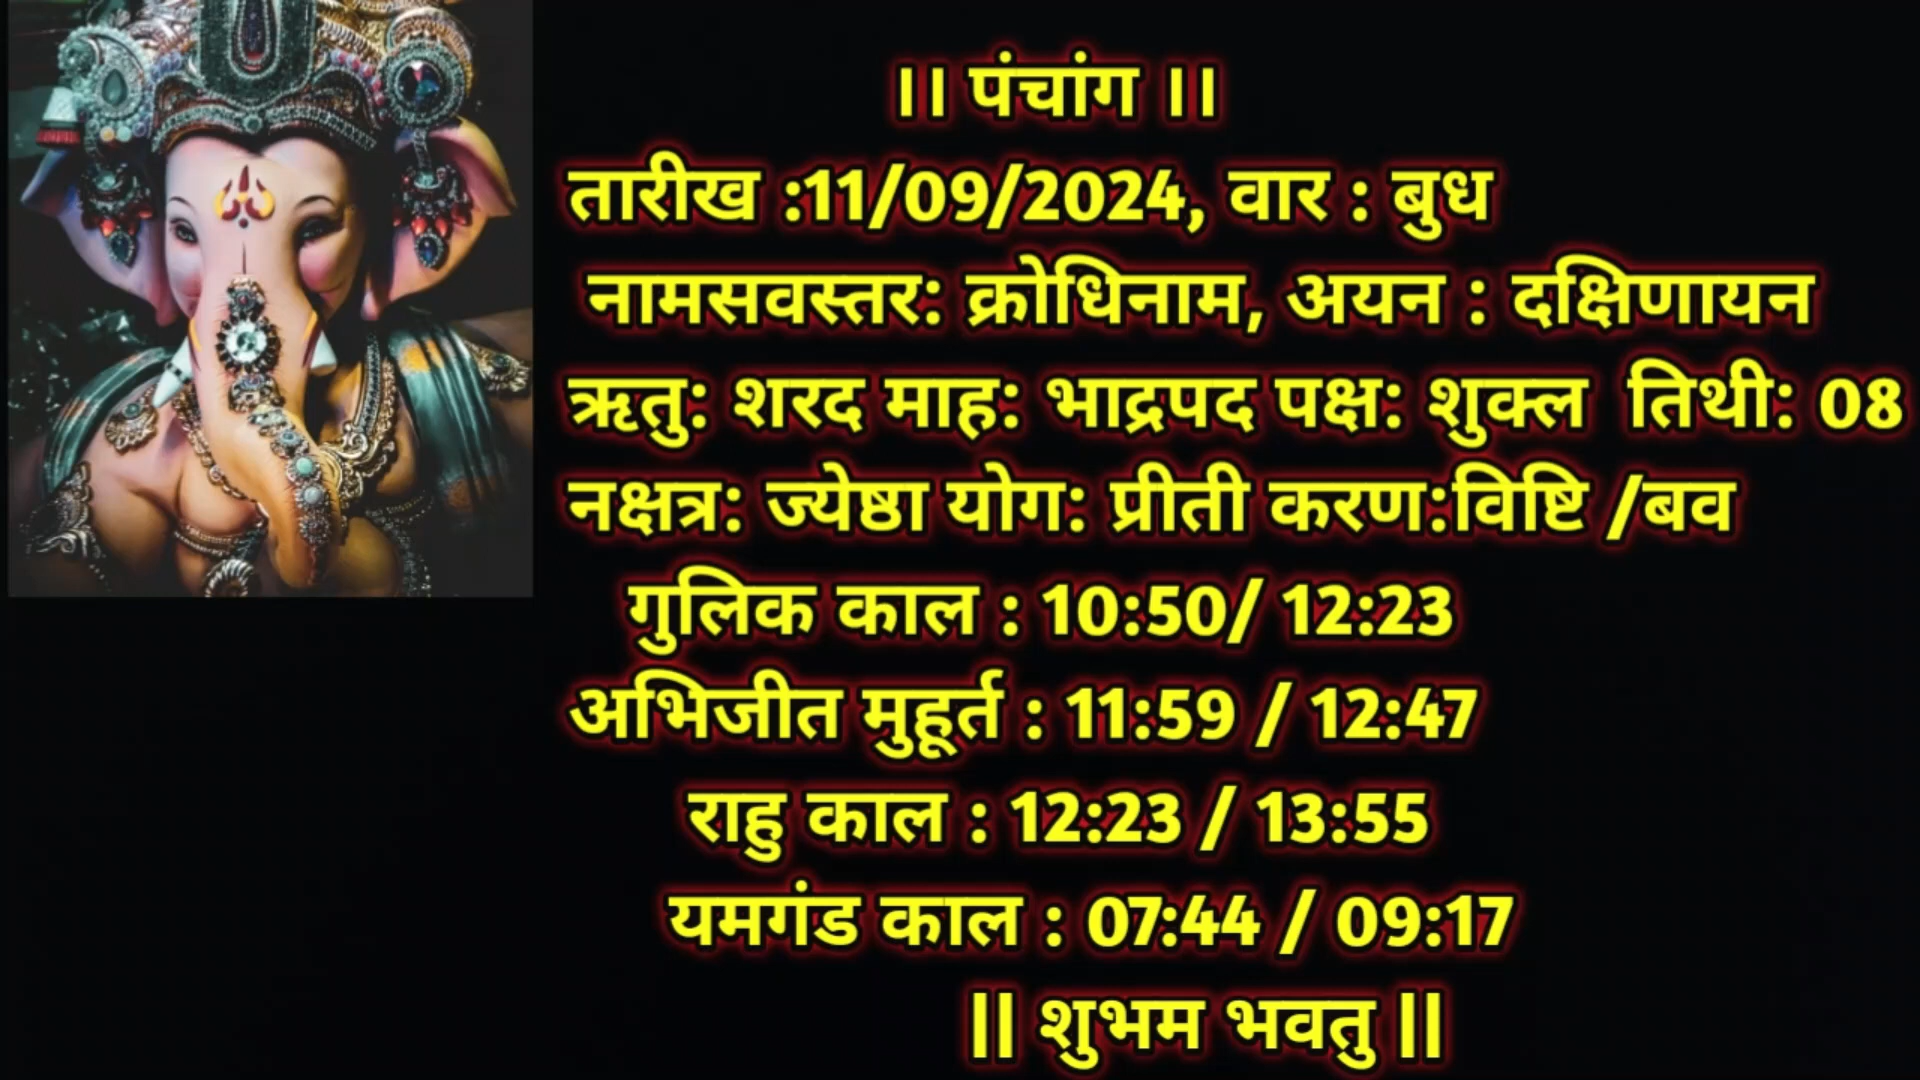 ।। पंचांग ।।
तारीख :11/09/2024, वार : बुध
नामसवस्तर: क्रोधिनाम, अयन : दक्षिणायन
ऋतु: शरद माह: भाद्रपद पक्ष: शुक्ल तिथी: 08
नक्षत्र: ज्येष्ठा योग: प्रीती करण:विष्टि /बव
गुलिक काल : 10:50/ 12:23
अभिजीत मुहूर्त : 11:59 / 12:47
राहु काल : 12:23 / 13:55
यमगंड काल : 07:44 / 09:17
|| शुभम भवतु ||